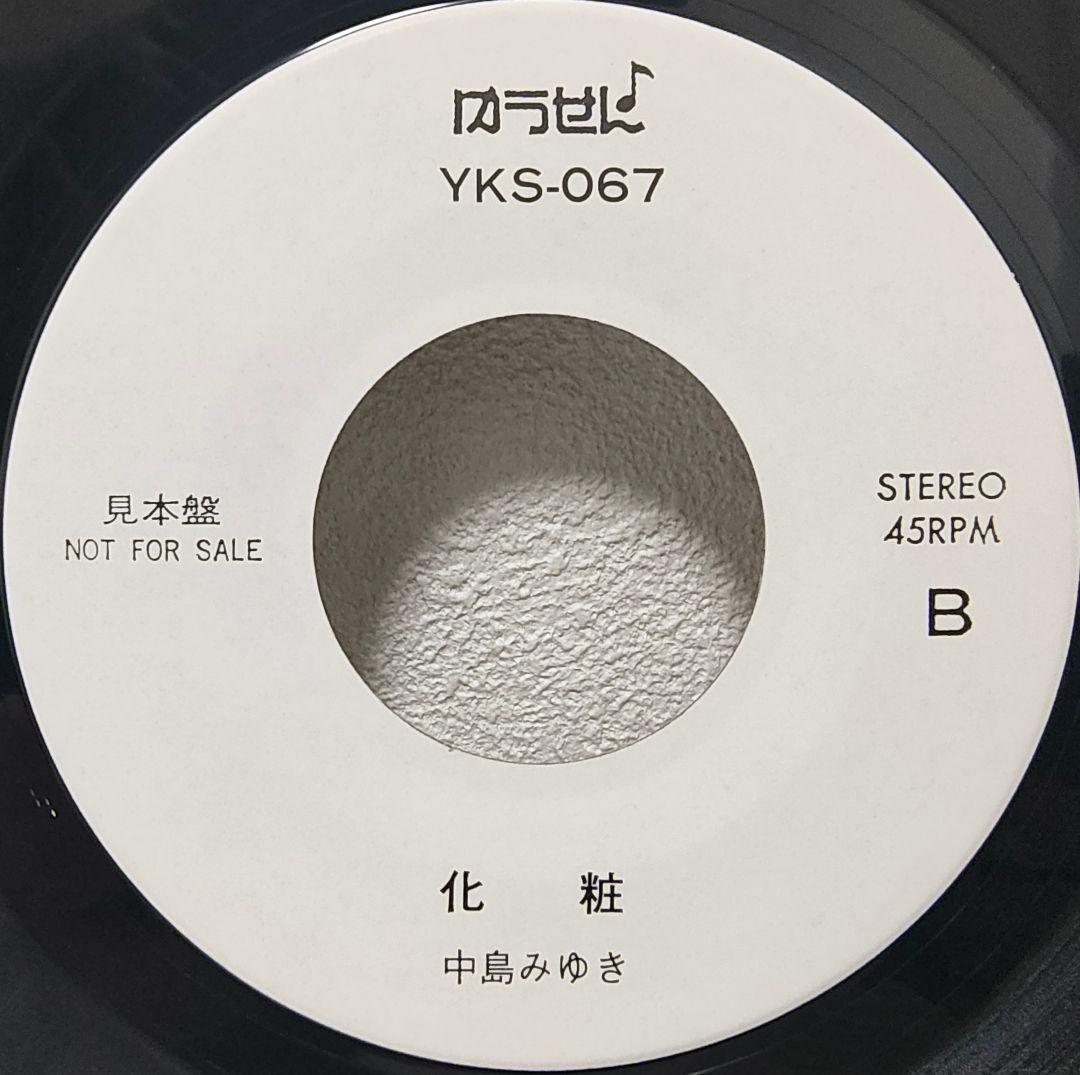 ゆうせん
YKS-067
見本盤
NOT FOR SALE
STEREO
45RPM
B
化 粧
中島みゆき